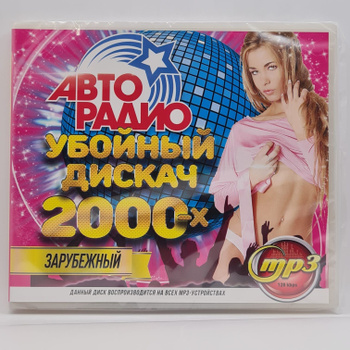 АВТО
РАДИО
УБОЙНЫЙ
ДИСКАЧ
2000-х
ЗАРУБЕЖНЫЙ
mp3
ДАННЫЙ ДИСК ВОСПРОИЗВОДИТСЯ НА ВСЕХ MP3-УСТРОЙСТВАХ